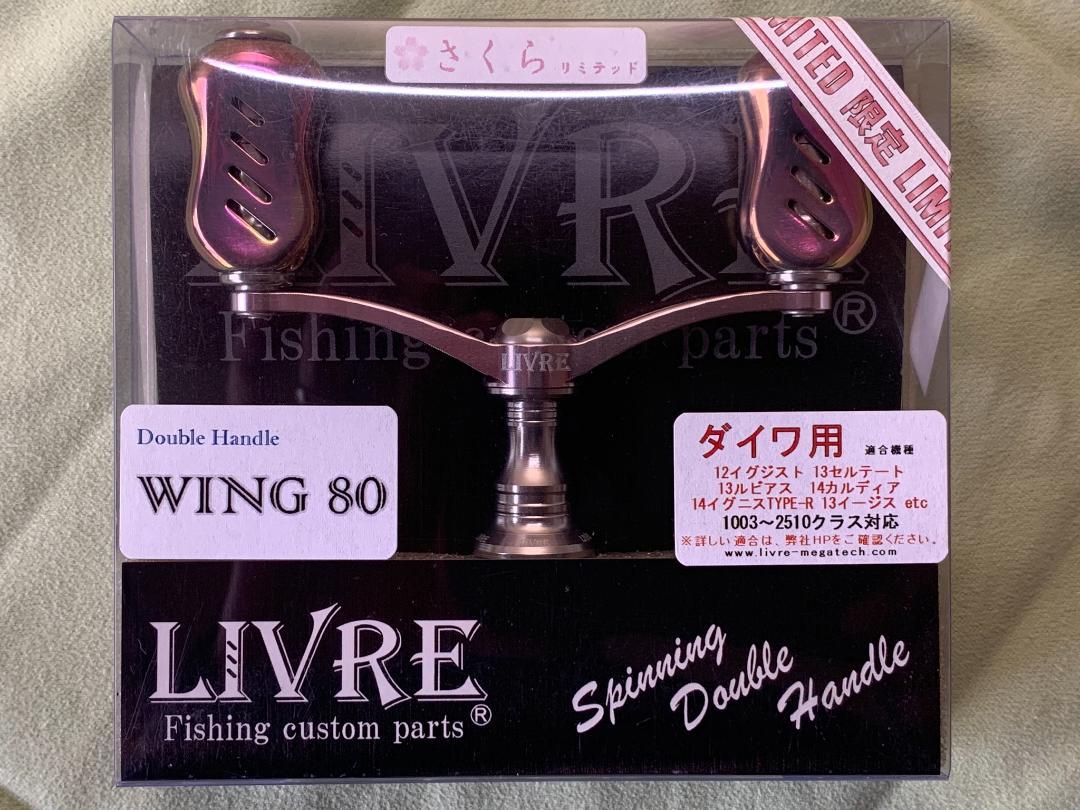 さくら リミテッド
LIMITED 限定 LIMI
LIVRE
Fishing custom parts®
LIVRE
Double Handle
WING 80
ダイワ用 適合機種
12イグジスト 13セルテート
13ルビアス 14カルディア
14イグニスTYPE-R 13イージス etc
1003～2510クラス対応
※詳しい適合は、弊社HPをご確認ください。
www.livre-megatech.com
LIVRE
Fishing custom parts®
Spinning
Double
Handle